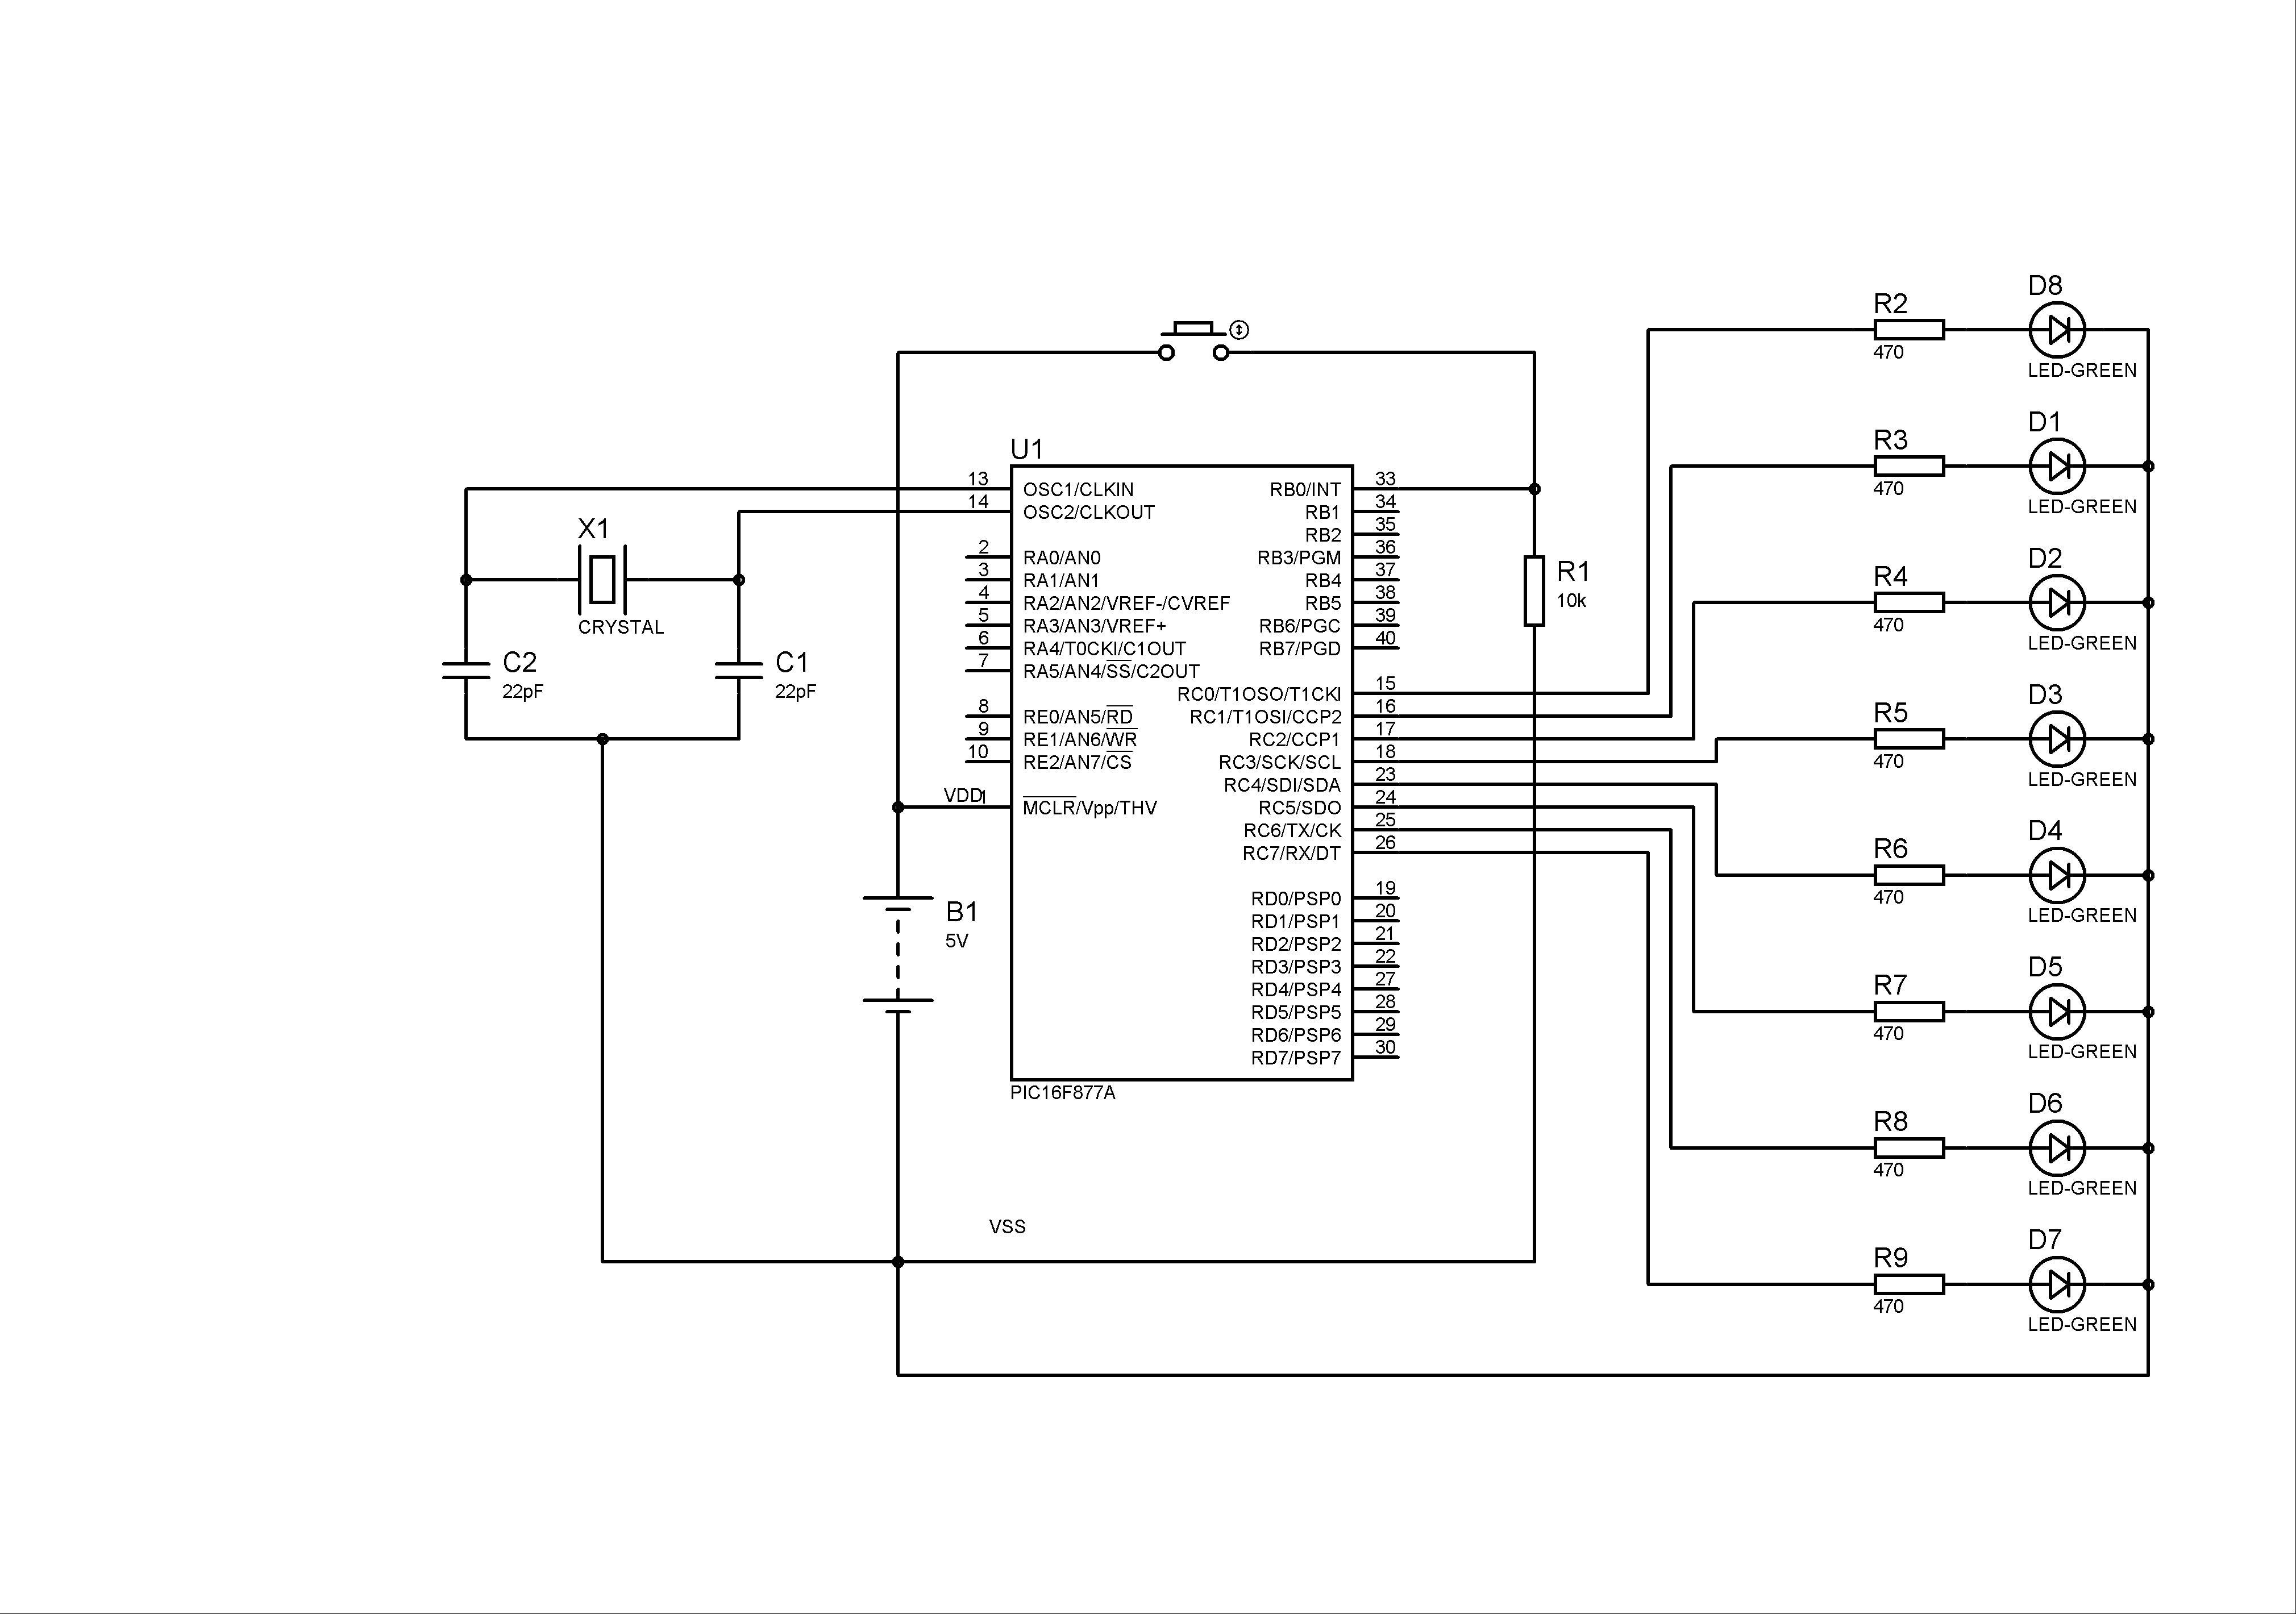 D8
R2
470
LED-GREEN
D1
R3
470
LED-GREEN
D2
R4
470
LED-GREEN
D3
R5
470
LED-GREEN
D4
R6
470
LED-GREEN
D5
R7
470
LED-GREEN
D6
R8
470
LED-GREEN
D7
R9
470
LED-GREEN
U1
13 OSC1/CLKIN
14 OSC2/CLKOUT
2 RA0/AN0
3 RA1/AN1
4 RA2/AN2/VREF-/CVREF
5 RA3/AN3/VREF+
6 RA4/T0CKI/C1OUT
7 RA5/AN4/SS/C2OUT
8 RE0/AN5/RD
9 RE1/AN6/WR
10 RE2/AN7/CS
VDD 1 MCLR/Vpp/THV
RB0/INT 33
RB1 34
RB2 35
RB3/PGM 36
RB4 37
RB5 38
RB6/PGC 39
RB7/PGD 40
RC0/T1OSO/T1CKI 15
RC1/T1OSI/CCP2 16
RC2/CCP1 17
RC3/SCK/SCL 18
RC4/SDI/SDA 23
RC5/SDO 24
RC6/TX/CK 25
RC7/RX/DT 26
RD0/PSP0 19
RD1/PSP1 20
RD2/PSP2 21
RD3/PSP3 22
RD4/PSP4 27
RD5/PSP5 28
RD6/PSP6 29
RD7/PSP7 30
PIC16F877A
X1
CRYSTAL
C2
22pF
C1
22pF
R1
10k
B1
5V
VSS